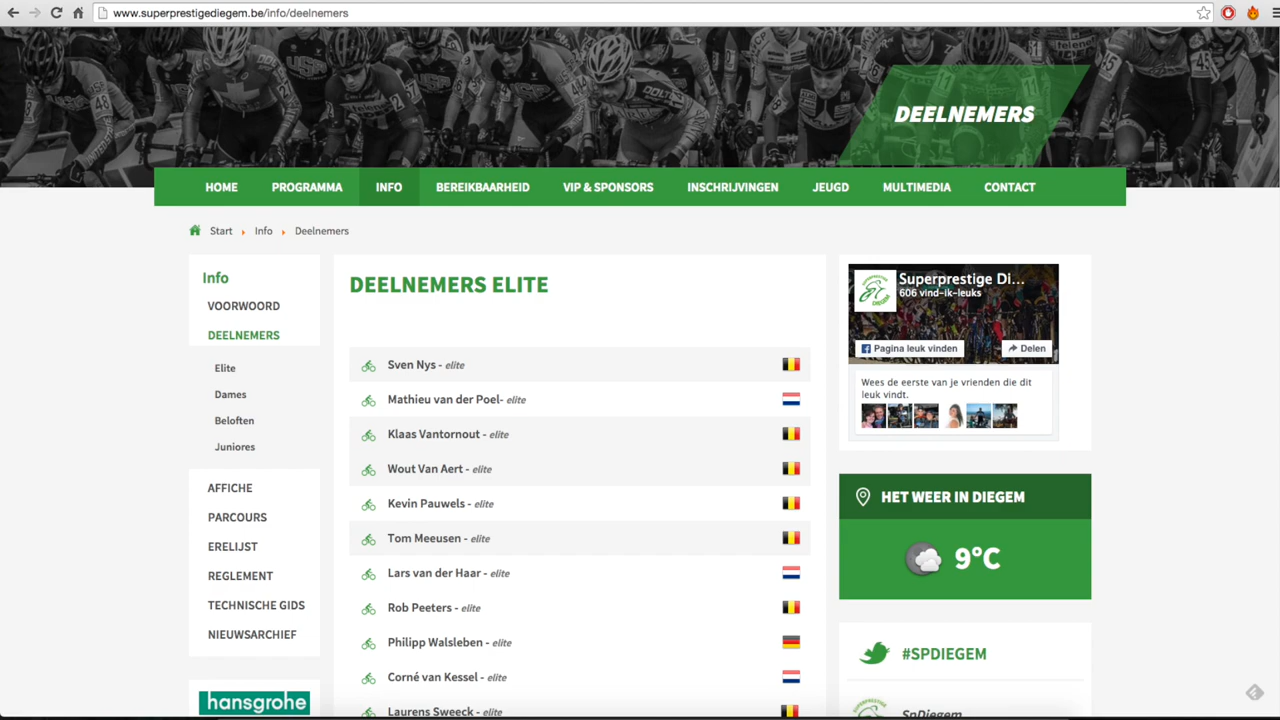 www.superprestigediegem.be/info/deelnemers
DEELNEMERS
HOME PROGRAMMA INFO BEREIKBAARHEID VIP & SPONSORS INSCHRIJVINGEN JEUGD MULTIMEDIA CONTACT
Start Info Deelnemers
Info
VOORWOORD
DEELNEMERS
Elite
Dames
Beloften
Juniores
AFFICHE
PARCOURS
ERELIJST
REGLEMENT
TECHNISCHE GIDS
NIEUWSARCHIEF
hansgrohe
DEELNEMERS ELITE
Sven Nys - elite
Mathieu van der Poel- elite
Klaas Vantornout - elite
Wout Van Aert - elite
Kevin Pauwels - elite
Tom Meeusen - elite
Lars van der Haar - elite
Rob Peeters - elite
Philipp Walsleben - elite
Corné van Kessel - elite
Laurens Sweeck - elite
Superprestige Di...
606 vind-ik-leuks
Pagina leuk vinden
Delen
Wees de eerste van je vrienden die dit
leuk vindt.
HET WEER IN DIEGEM
9°C
#SPDIEGEM
SpDiegem